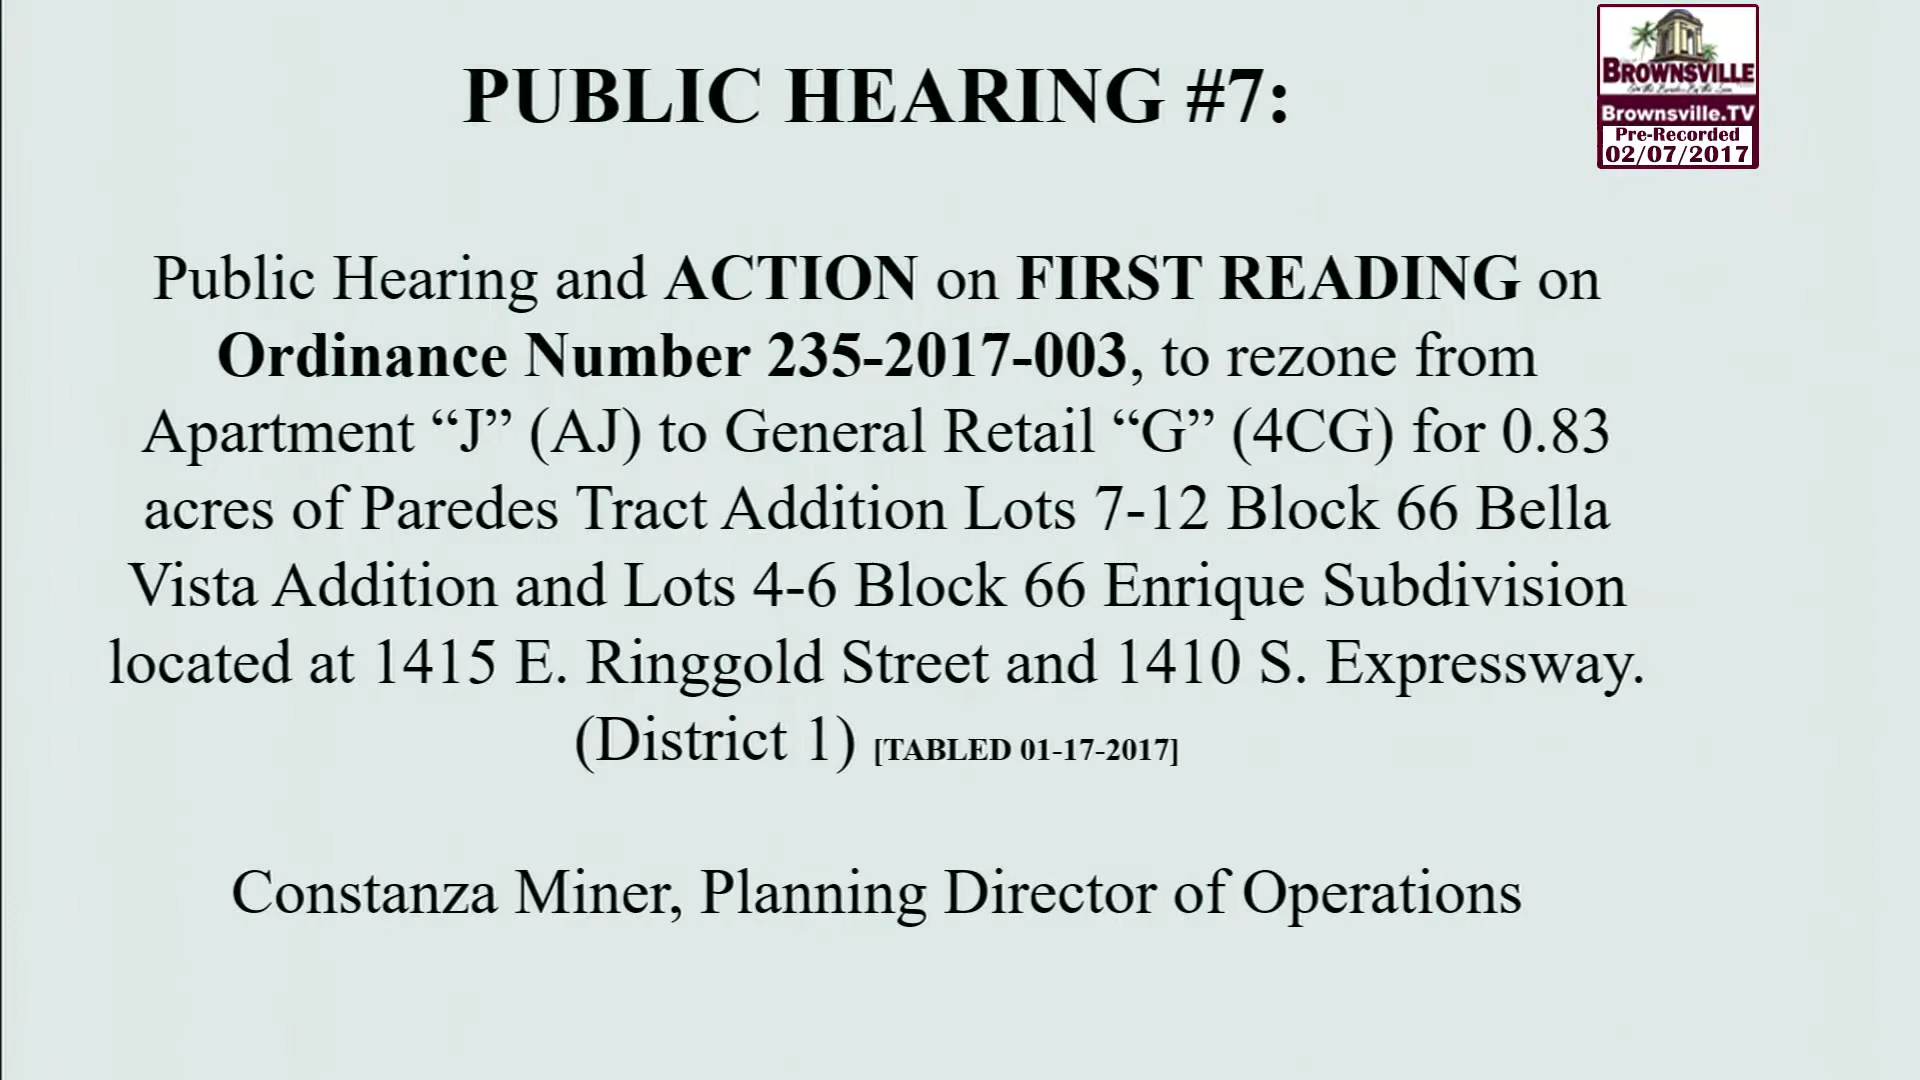 PUBLIC HEARING #7:
BROWNSVILLE
Brownsville.TV
Pre-Recorded
02/07/2017
Public Hearing and ACTION on FIRST READING on
Ordinance Number 235-2017-003, to rezone from
Apartment “J” (AJ) to General Retail “G” (4CG) for 0.83
acres of Paredes Tract Addition Lots 7-12 Block 66 Bella
Vista Addition and Lots 4-6 Block 66 Enrique Subdivision
located at 1415 E. Ringgold Street and 1410 S. Expressway.
(District 1) [TABLED 01-17-2017]
Constanza Miner, Planning Director of Operations